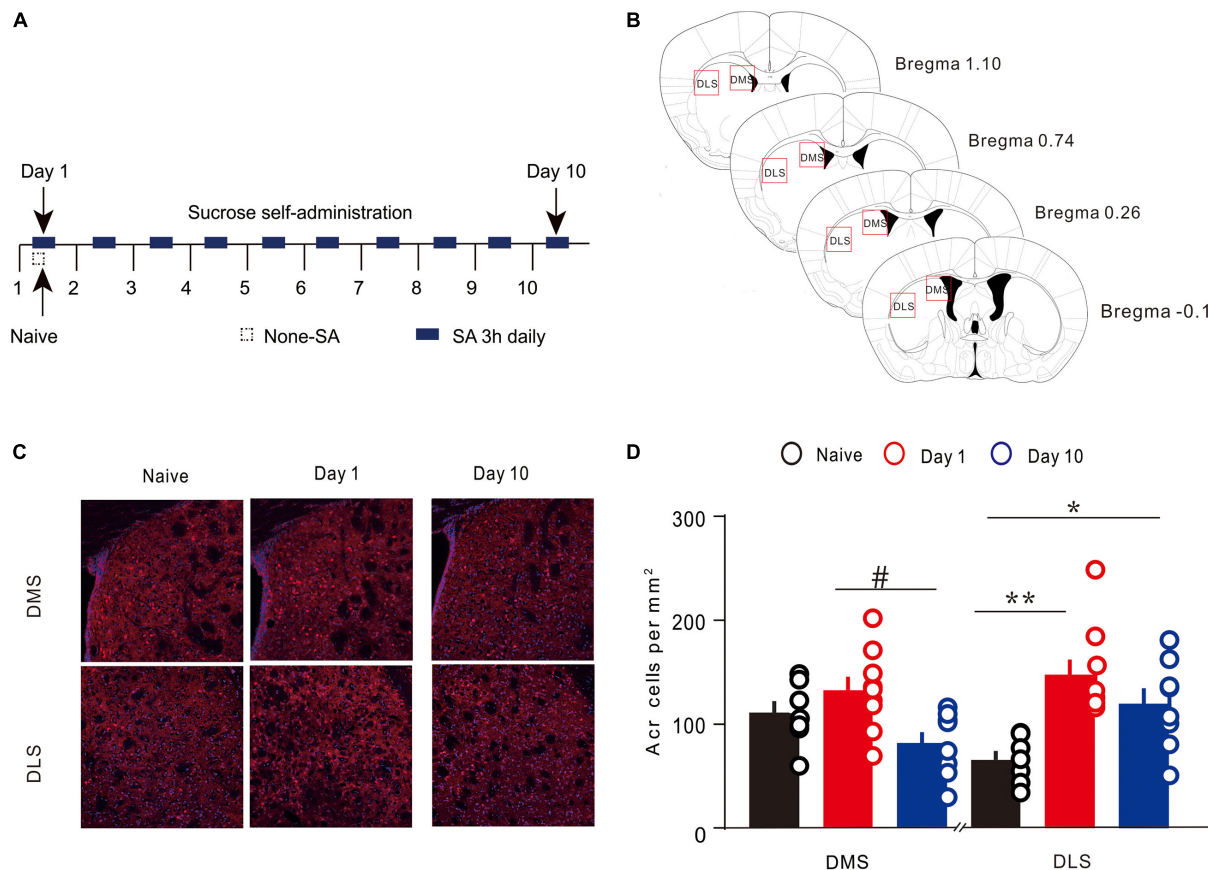 A
Day 1
Day 10
Sucrose self-administration
1 2 3 4 5 6 7 8 9 10
Naive
None-SA
SA 3h daily
B
Bregma 1.10
DLS DMS
Bregma 0.74
DMS
DLS
Bregma 0.26
DMS
DLS
Bregma -0.1
DMS
DLS
C
Naive Day 1 Day 10
DMS
DLS
D
Naive Day 1 Day 10
Acr cells per mm²
300
200
100
0
#
**
*
DMS DLS